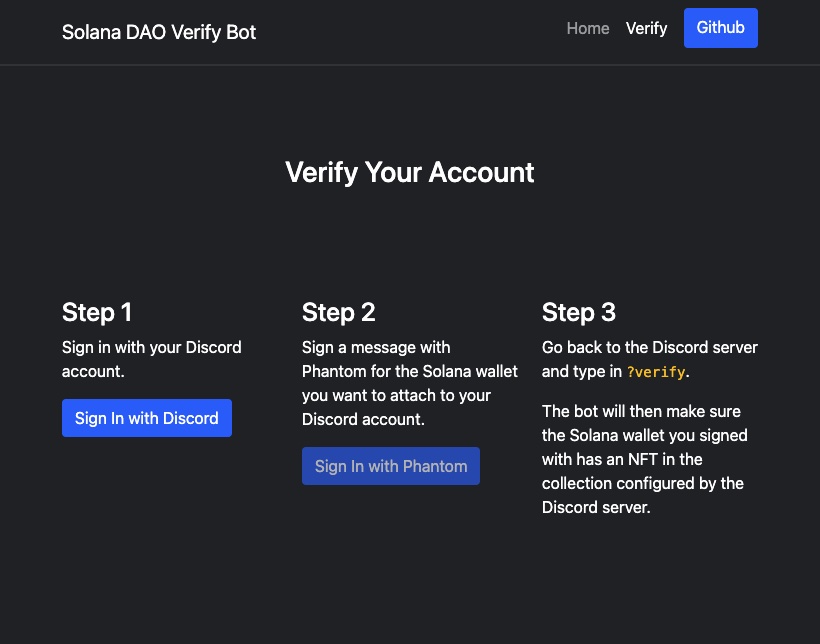 Solana DAO Verify Bot
Home
Verify
Github
Verify Your Account
Step 1
Sign in with your Discord
account.
Sign In with Discord
Step 2
Sign a message with
Phantom for the Solana wallet
you want to attach to your
Discord account.
Sign In with Phantom
Step 3
Go back to the Discord server
and type in ?verify.
The bot will then make sure
the Solana wallet you signed
with has an NFT in the
collection configured by the
Discord server.